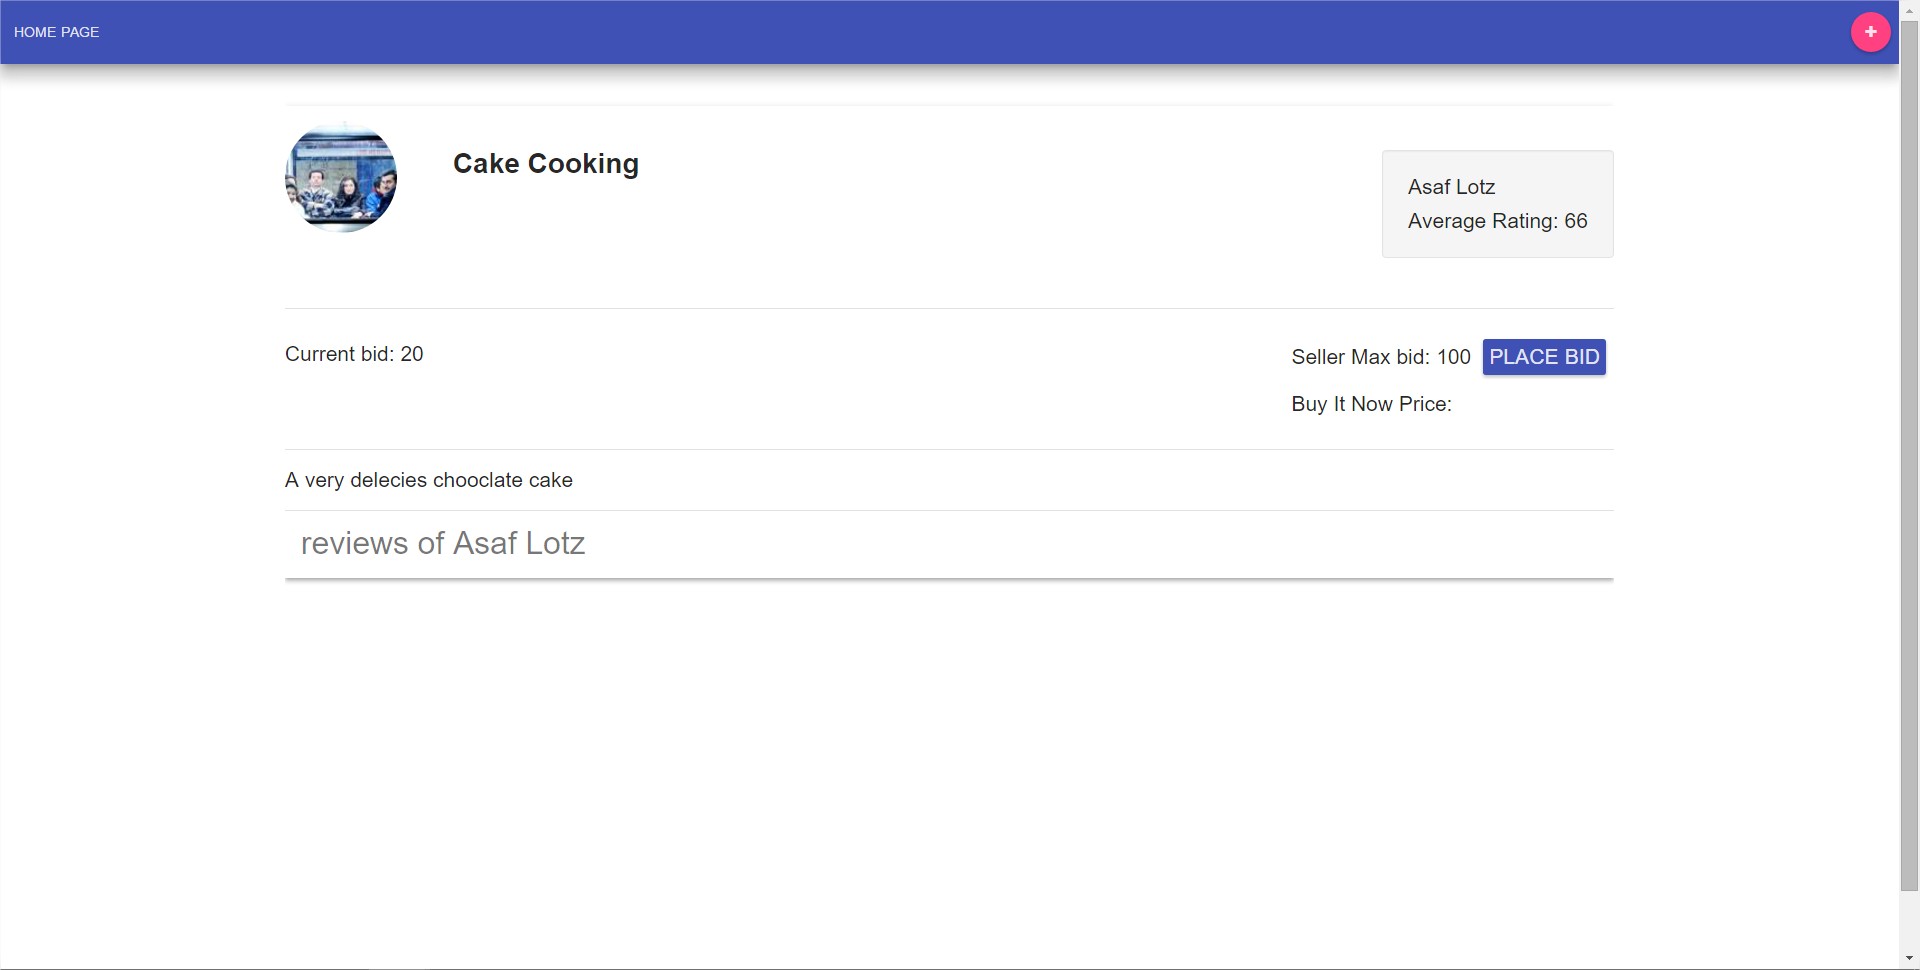 HOME PAGE
+
Cake Cooking
Asaf Lotz
Average Rating: 66
Current bid: 20
Seller Max bid: 100 PLACE BID
Buy It Now Price:
A very delecies chooclate cake
reviews of Asaf Lotz